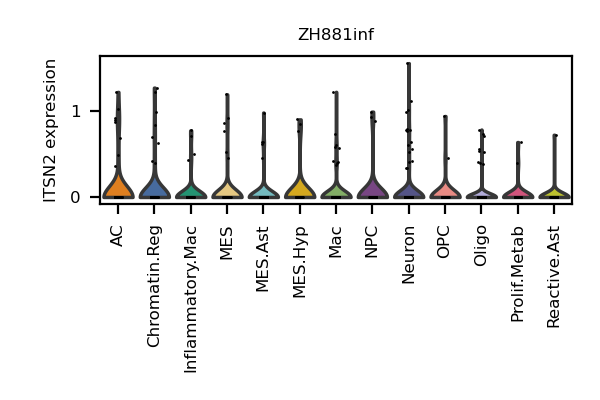 ZH881inf
ITSN2 expression
1
0
AC
Chromatin.Reg
Inflammatory.Mac
MES
MES.Ast
MES.Hyp
Mac
NPC
Neuron
OPC
Oligo
Prolif.Metab
Reactive.Ast